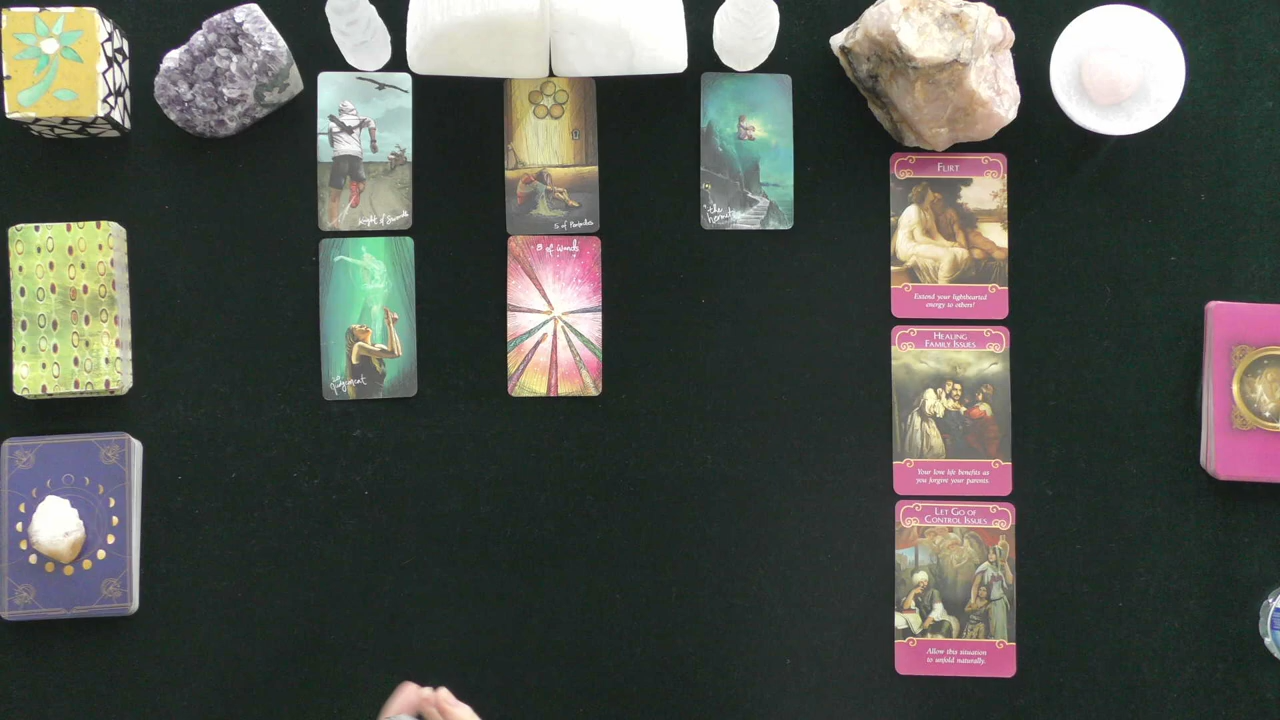 Knight of Swords
5 of Pentacles
the
hermit
Judgement
8 of Wands
FLIRT
Extend your lighthearted
energy to others!
HEALING
FAMILY ISSUES
Your love life benefits as
you forgive your parents.
LET GO OF
CONTROL ISSUES
Allow this situation
to unfold naturally.